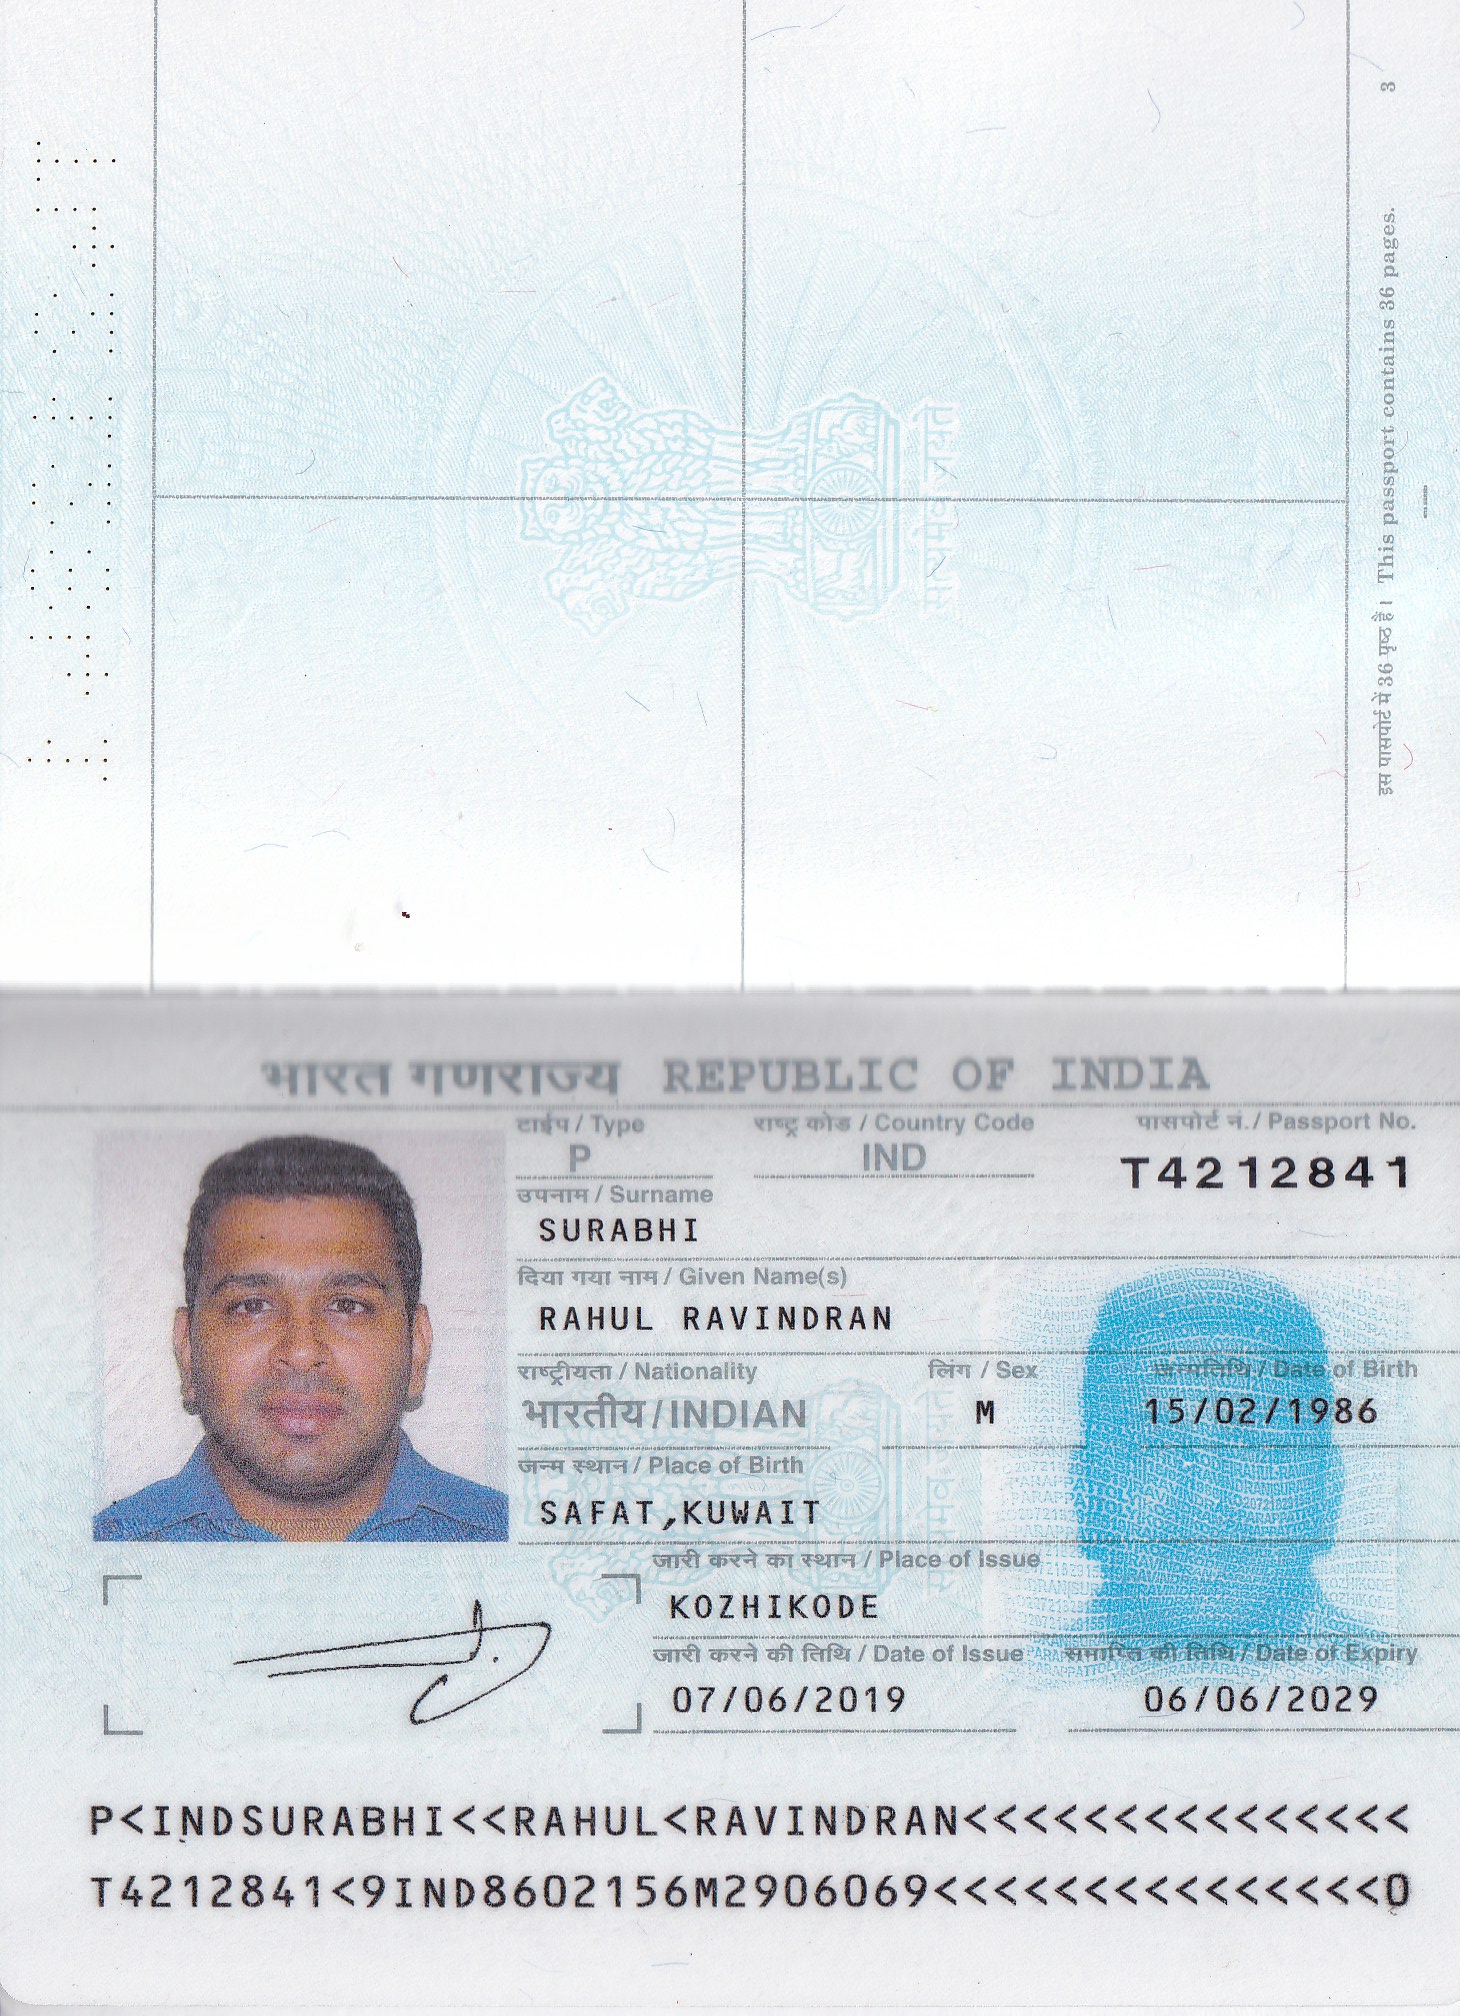 इस पासपोर्ट में 36 पृष्ठ हैं। This passport contains 36 pages. 3
भारत गणराज्य REPUBLIC OF INDIA
टाईप / Type राष्ट्र कोड / Country Code पासपोर्ट नं. / Passport No.
P IND T4212841
उपनाम / Surname
SURABHI
दिया गया नाम / Given Name(s)
RAHUL RAVINDRAN
राष्ट्रीयता / Nationality लिंग / Sex जन्मतिथि / Date of Birth
भारतीय / INDIAN M 15/02/1986
जन्म स्थान / Place of Birth
SAFAT,KUWAIT
जारी करने का स्थान / Place of Issue
KOZHIKODE
जारी करने की तिथि / Date of Issue समाप्ति की तिथि / Date of Expiry
07/06/2019 06/06/2029
P<INDSURABHI<<RAHUL<RAVINDRAN<<<<<<<<<<<<<<<
T4212841<9IND8602156M2906069<<<<<<<<<<<<<<<0